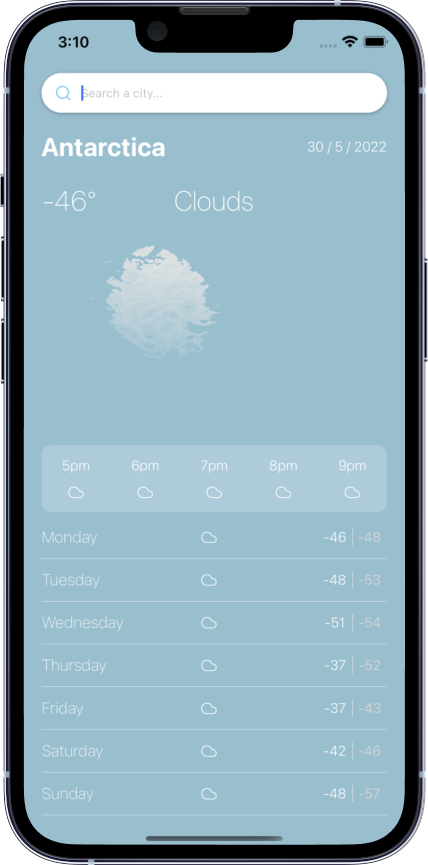 3:10
Search a city...
Antarctica 30 / 5 / 2022
-46° Clouds
5pm 6pm 7pm 8pm 9pm
Monday -46 | -48
Tuesday -48 | -53
Wednesday -51 | -54
Thursday -37 | -52
Friday -37 | -43
Saturday -42 | -46
Sunday -48 | -57